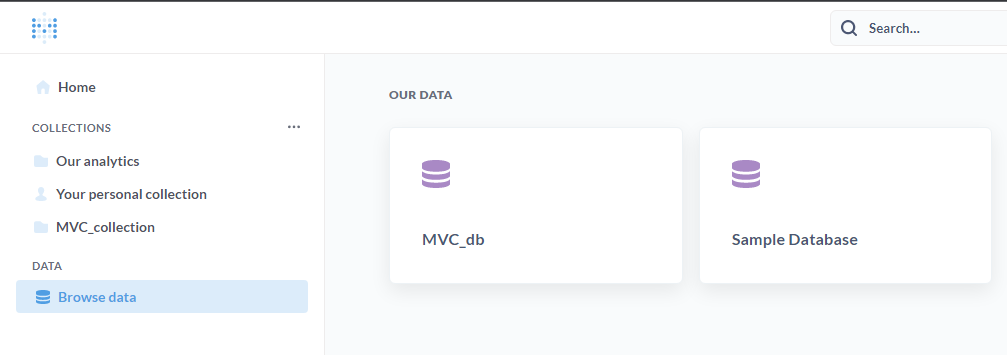 Search...
Home
COLLECTIONS
Our analytics
Your personal collection
MVC_collection
DATA
Browse data
OUR DATA
MVC_db
Sample Database